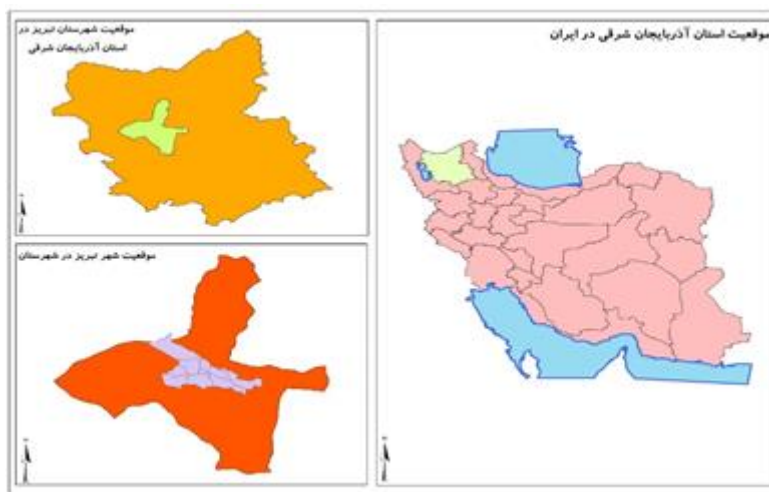 موقعیت استان آذربایجان شرقی در ایران
موقعیت شهرستان تبریز در
استان آذربایجان شرقی
موقعیت شهر تبریز در شهرستان